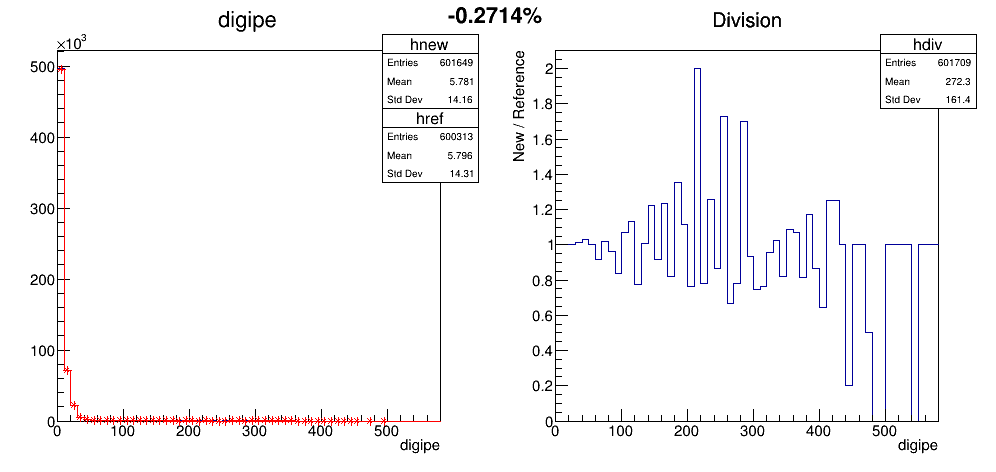 -0.2714%
digipe
×10³
hnew
Entries 601649
Mean 5.781
Std Dev 14.16
href
Entries 600313
Mean 5.796
Std Dev 14.31
500
400
300
200
100
0
0 100 200 300 400 500
digipe
Division
hdiv
Entries 601709
Mean 272.3
Std Dev 161.4
New / Reference
2
1.8
1.6
1.4
1.2
1
0.8
0.6
0.4
0.2
0
0 100 200 300 400 500
digipe